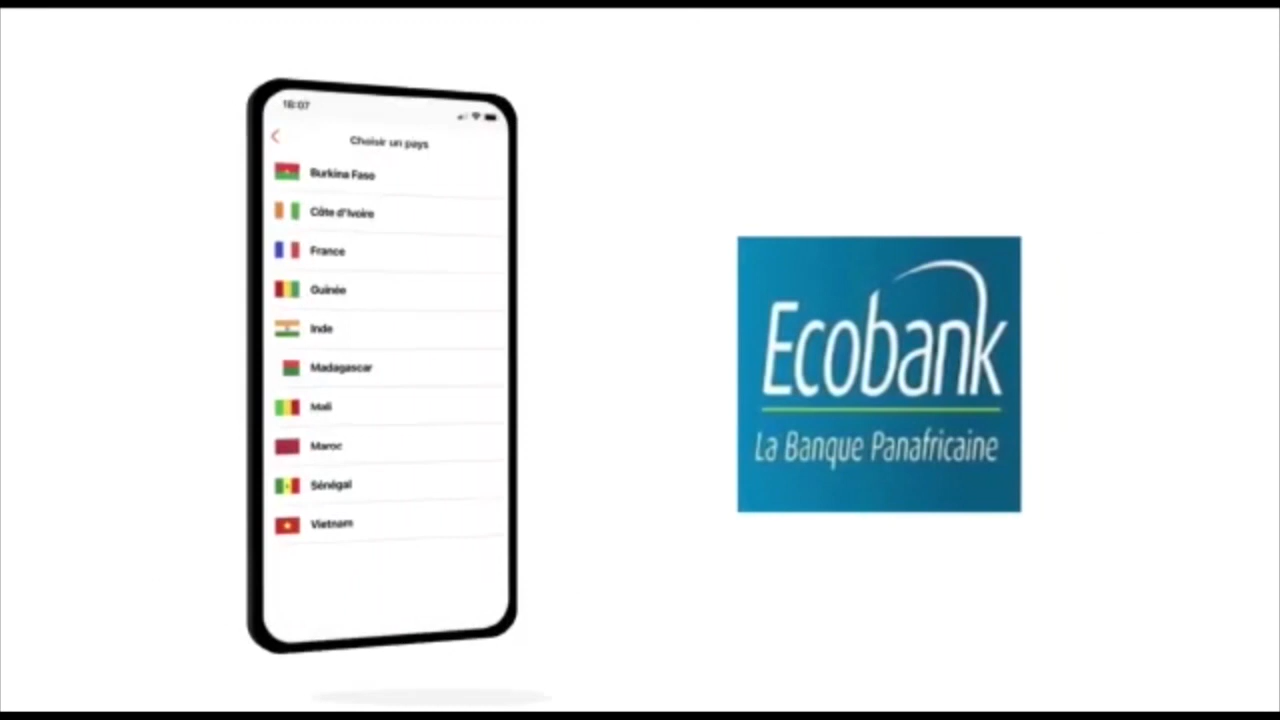 18:07
Choisir un pays
Burkina Faso
Côte d'Ivoire
France
Guinée
Inde
Madagascar
Mali
Maroc
Sénégal
Vietnam
Ecobank
La Banque Panafricaine